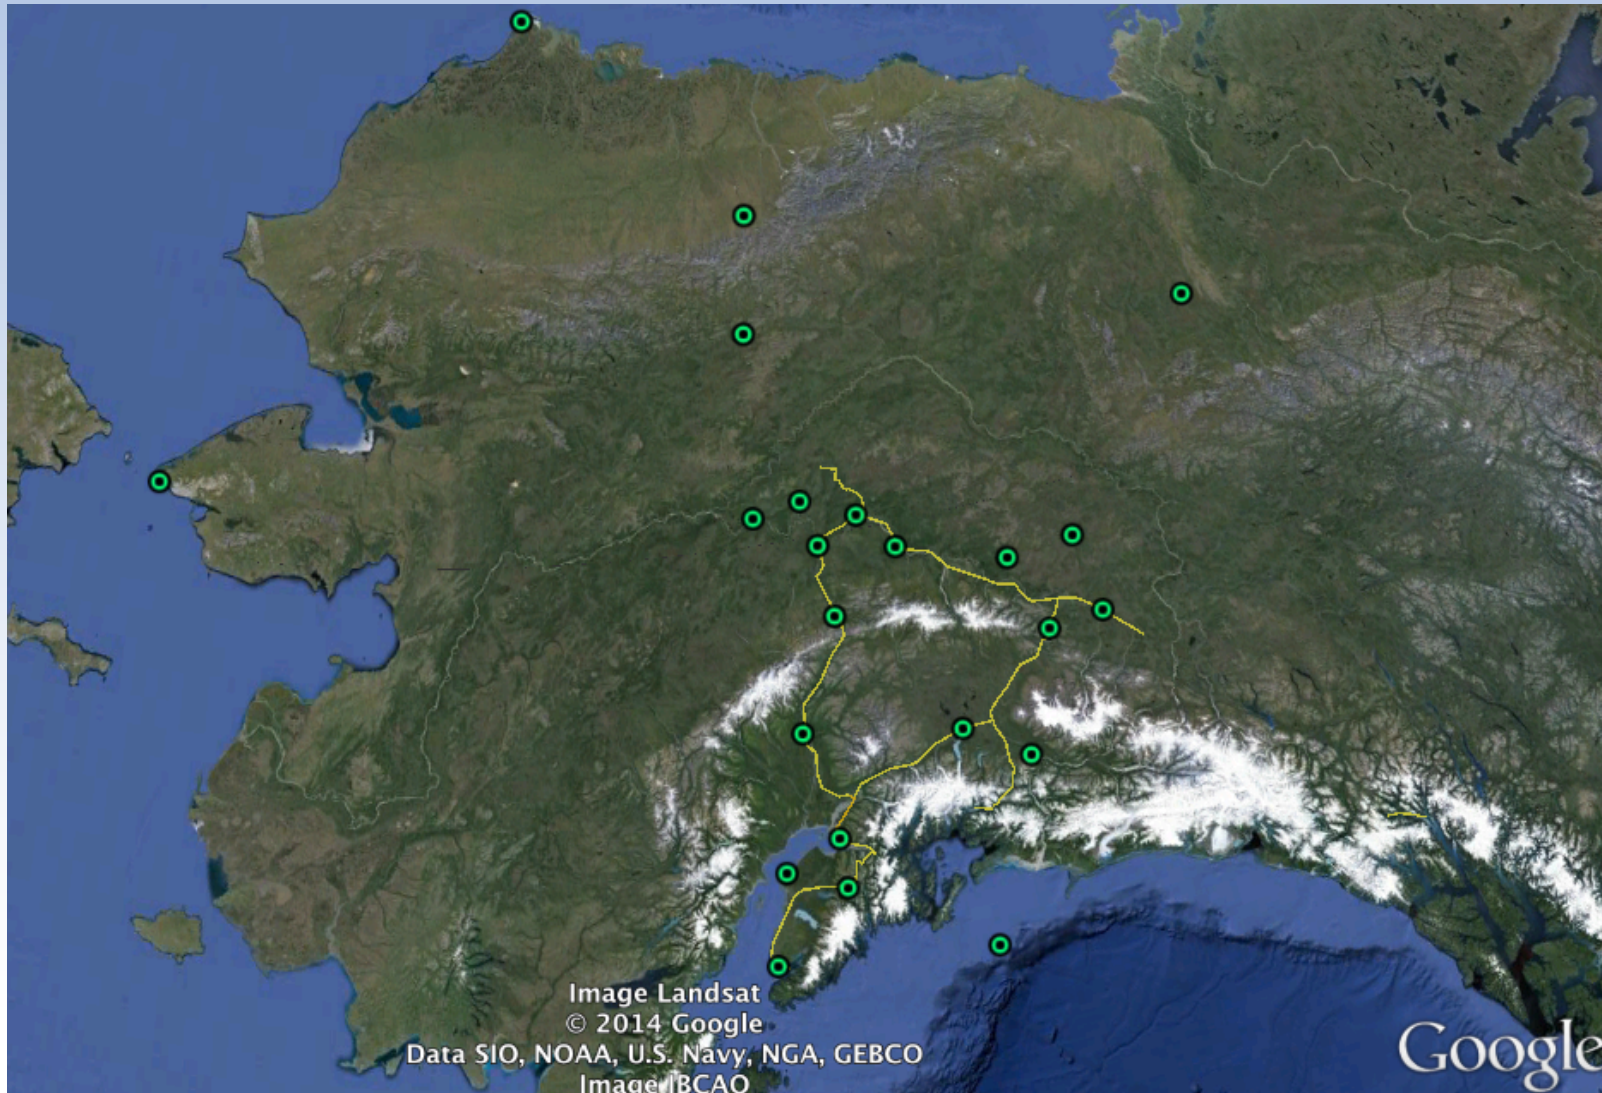 Image Landsat
© 2014 Google
Data SIO, NOAA, U.S. Navy, NGA, GEBCO
Image IBCAO
Google